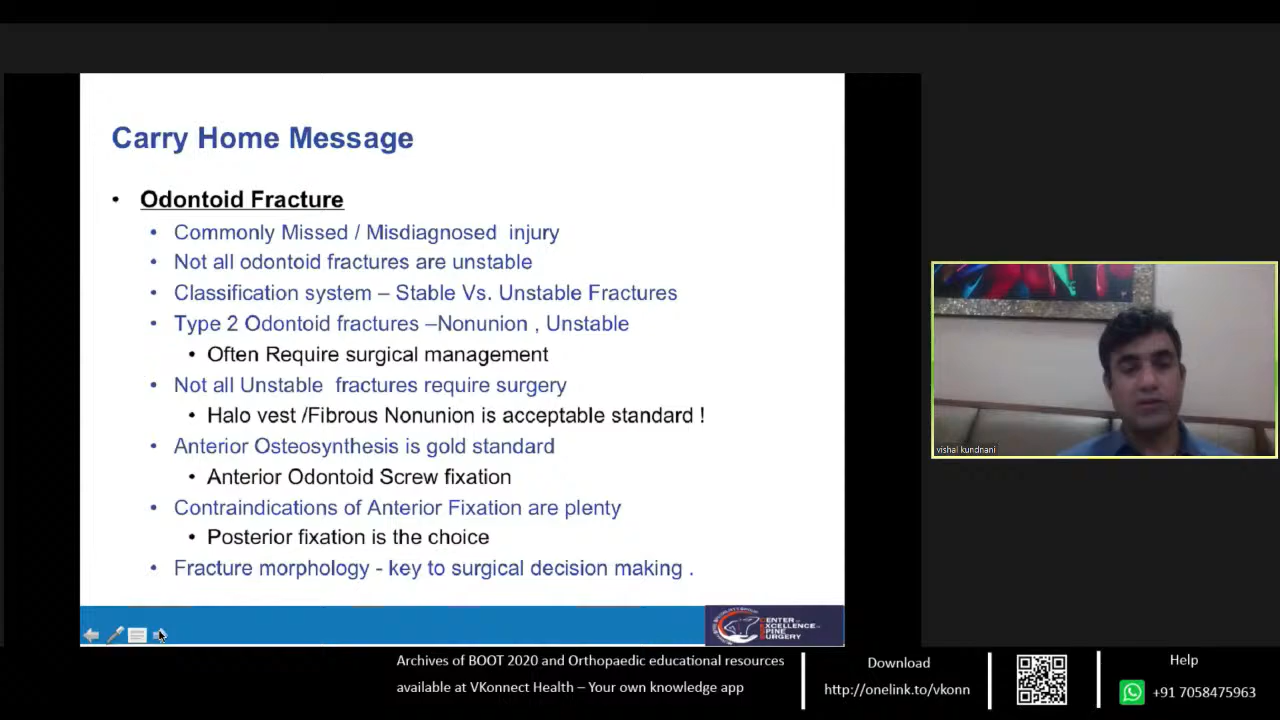 Carry Home Message
• Odontoid Fracture
• Commonly Missed / Misdiagnosed injury
• Not all odontoid fractures are unstable
• Classification system – Stable Vs. Unstable Fractures
• Type 2 Odontoid fractures –Nonunion , Unstable
• Often Require surgical management
• Not all Unstable fractures require surgery
• Halo vest /Fibrous Nonunion is acceptable standard !
• Anterior Osteosynthesis is gold standard
• Anterior Odontoid Screw fixation
• Contraindications of Anterior Fixation are plenty
• Posterior fixation is the choice
• Fracture morphology - key to surgical decision making .
vishal kundnani
Archives of BOOT 2020 and Orthopaedic educational resources
available at VKonnect Health – Your own knowledge app
Download
http://onelink.to/vkonn
Help
+91 7058475963